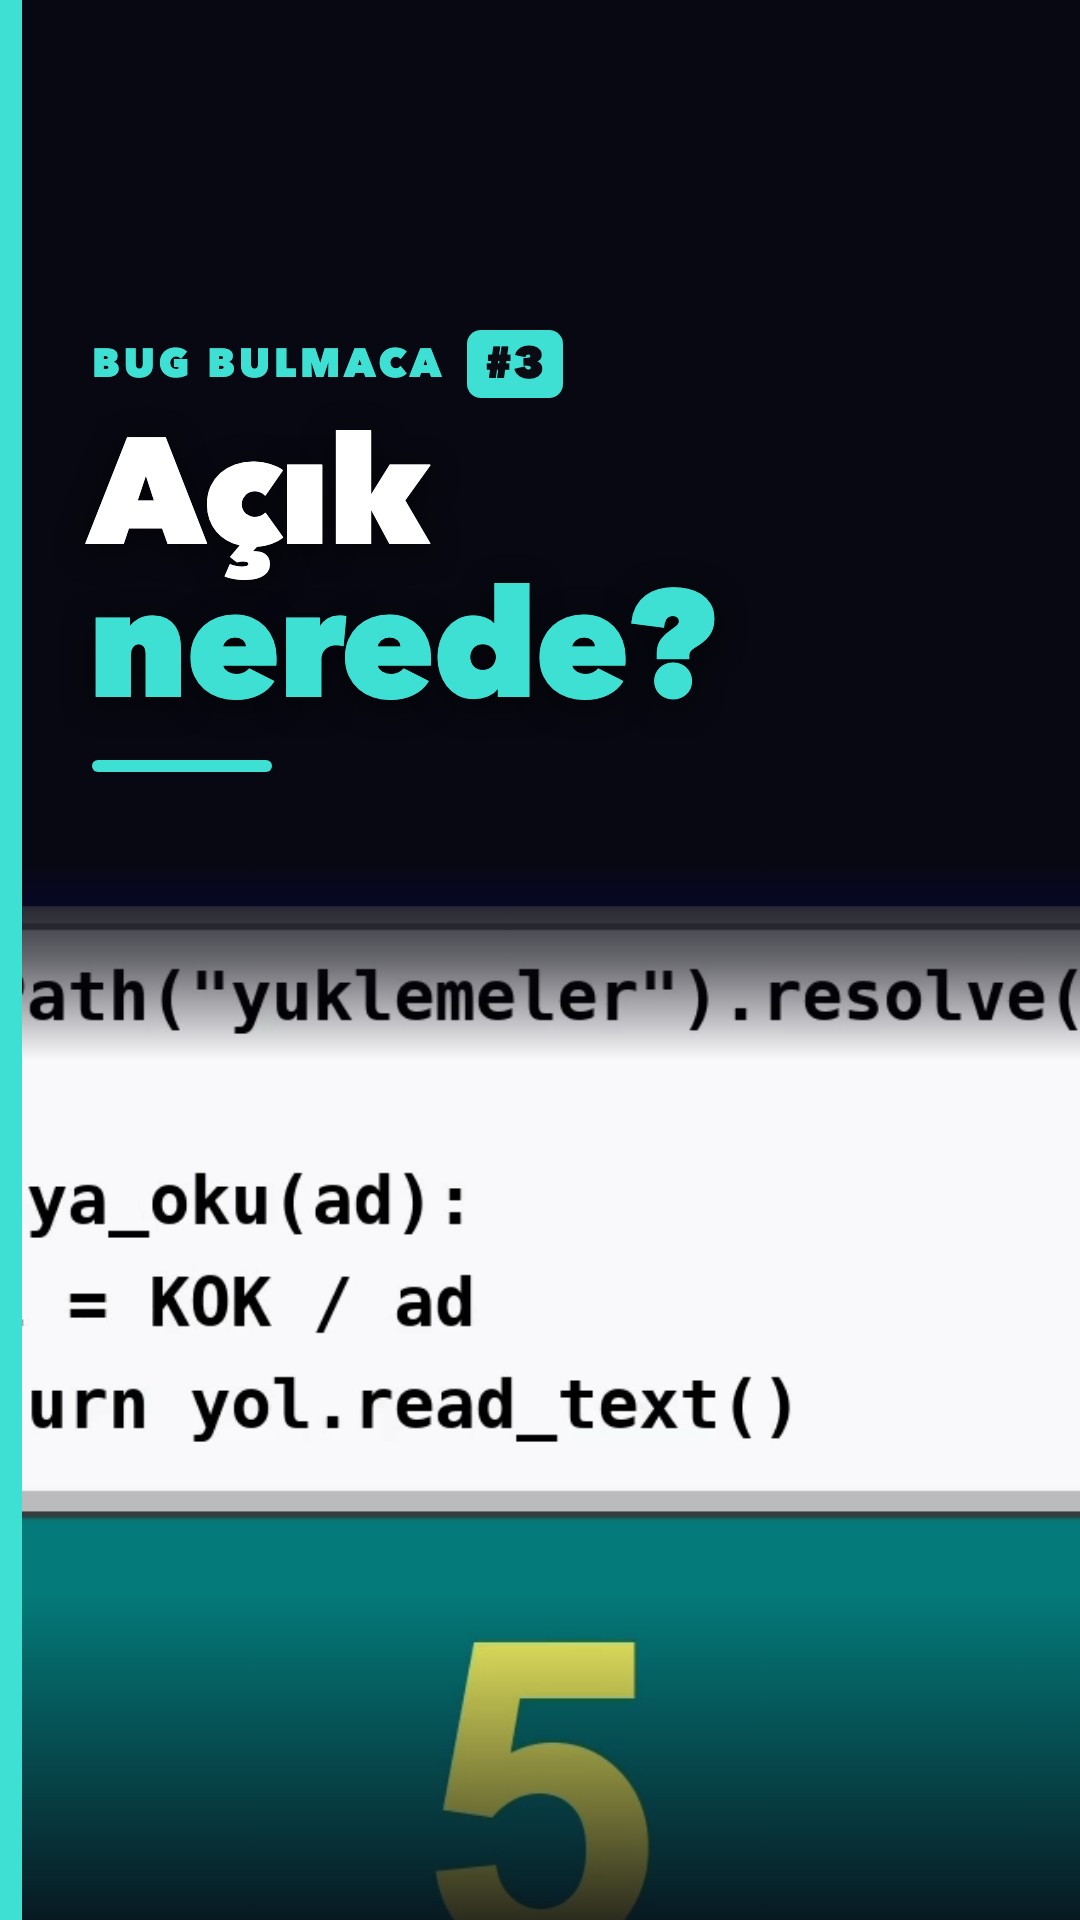 BUG BULMACA #3
Açık
nerede?
ath("yuklemeler").resolve(
ya_oku(ad):
= KOK / ad
urn yol.read_text()
5